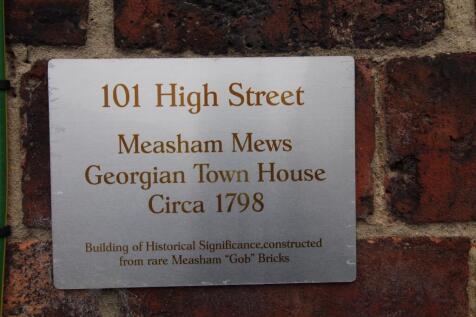 101 High Street
Measham Mews
Georgian Town House
Circa 1798
Building of Historical Significance,constructed
from rare Measham "Gob" Bricks